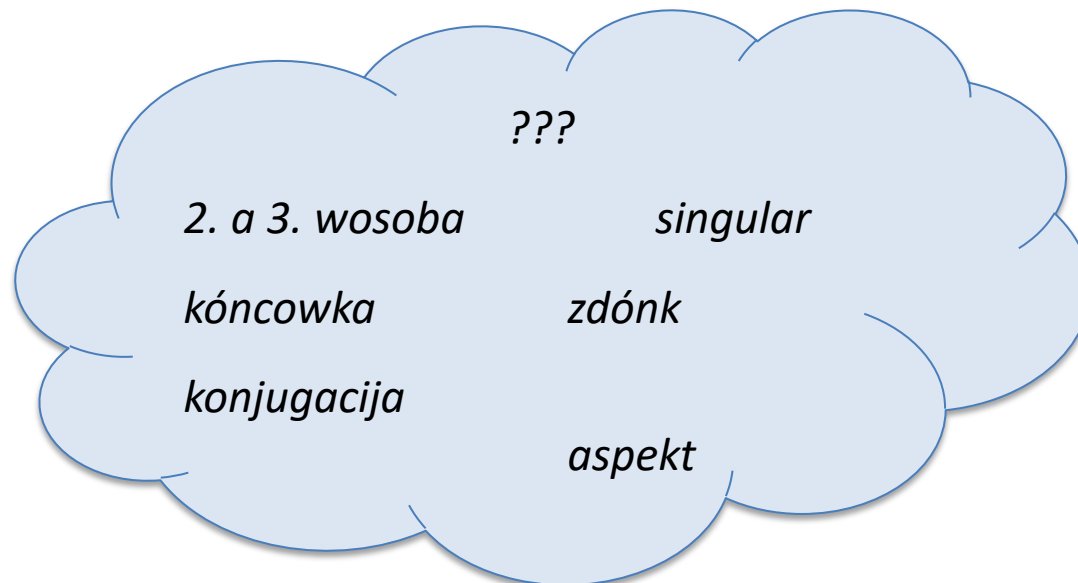 ???
2. a 3. wosoba singular
kóncowka zdónk
konjugacija
aspekt